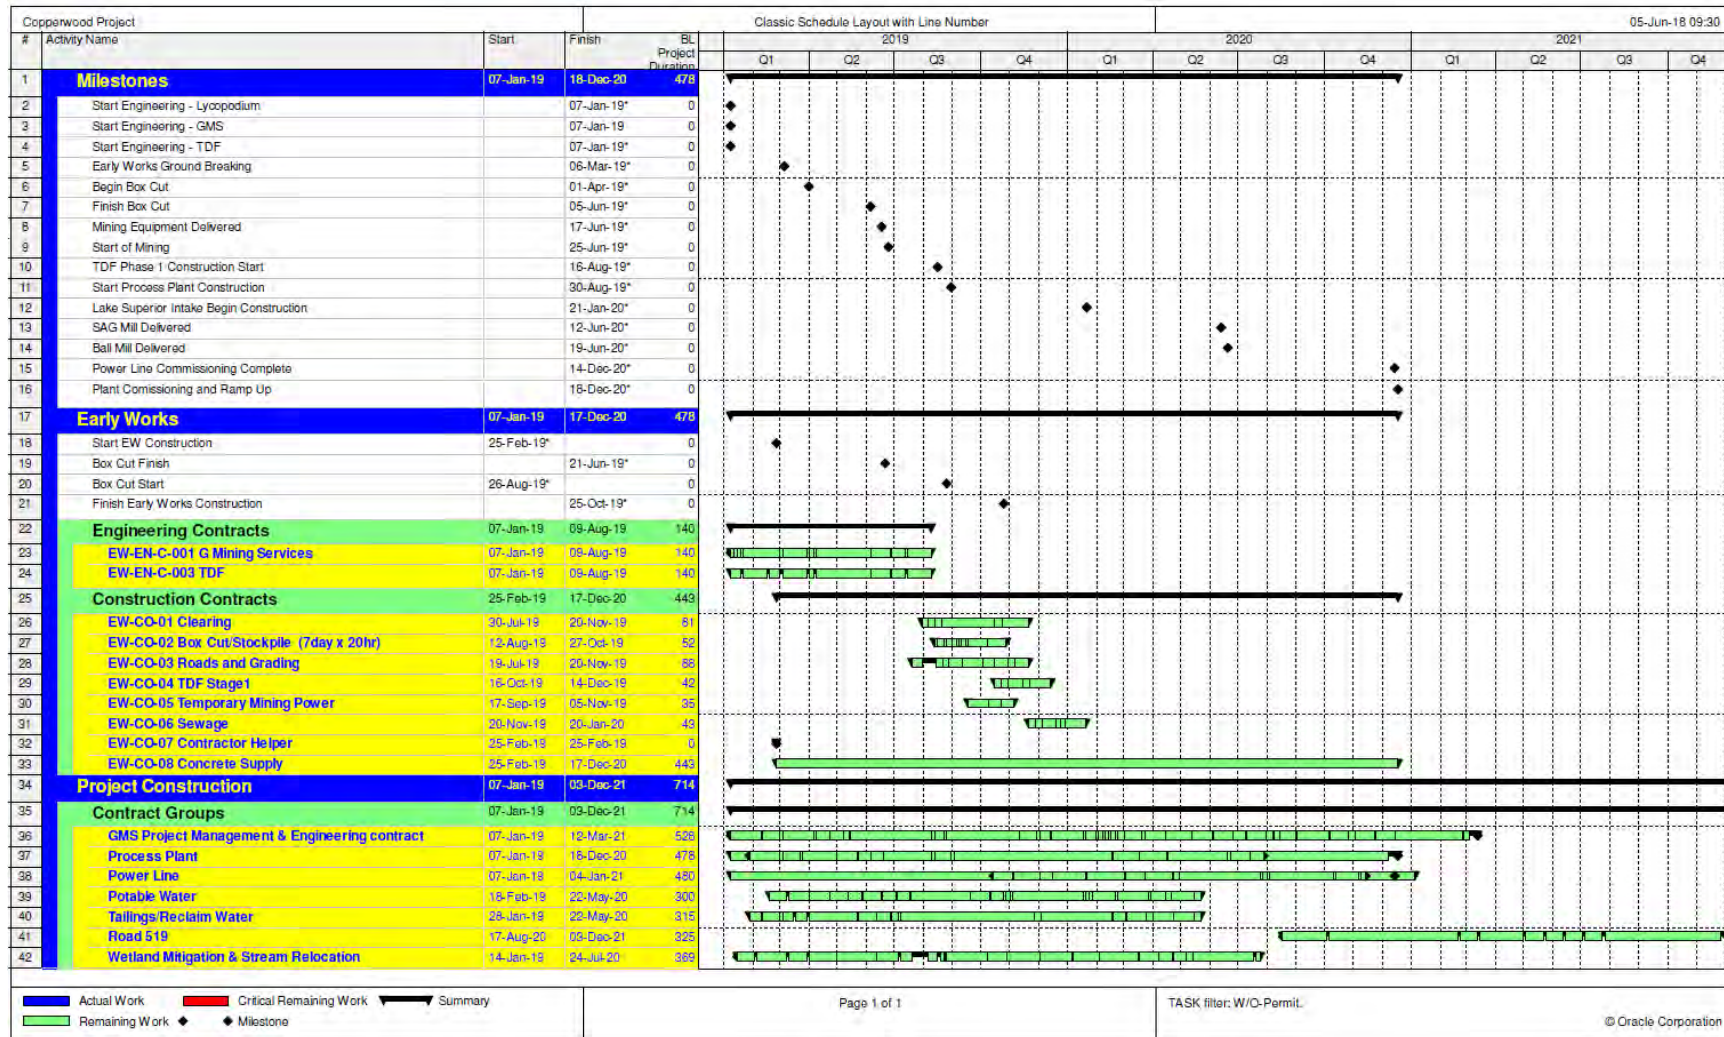 Copperwood Project Classic Schedule Layout with Line Number 05-Jun-18 09:30
# Activity Name Start Finish BL Project Duration 2019 2020 2021
Q1 Q2 Q3 Q4 Q1 Q2 Q3 Q4 Q1 Q2 Q3 Q4
1 Milestones 07-Jan-19 18-Dec-20 478
2 Start Engineering - Lycopodium 07-Jan-19* 0
3 Start Engineering - GMS 07-Jan-19 0
4 Start Engineering - TDF 07-Jan-19* 0
5 Early Works Ground Breaking 06-Mar-19* 0
6 Begin Box Cut 01-Apr-19* 0
7 Finish Box Cut 05-Jun-19* 0
8 Mining Equipment Delivered 17-Jun-19* 0
9 Start of Mining 25-Jun-19* 0
10 TDF Phase 1 Construction Start 16-Aug-19* 0
11 Start Process Plant Construction 30-Aug-19* 0
12 Lake Superior Intake Begin Construction 21-Jan-20* 0
13 SAG Mill Delivered 12-Jun-20* 0
14 Ball Mill Delivered 19-Jun-20* 0
15 Power Line Commissioning Complete 14-Dec-20* 0
16 Plant Comissioning and Ramp Up 18-Dec-20* 0
17 Early Works 07-Jan-19 17-Dec-20 478
18 Start EW Construction 25-Feb-19* 0
19 Box Cut Finish 21-Jun-19* 0
20 Box Cut Start 26-Aug-19* 0
21 Finish Early Works Construction 25-Oct-19* 0
22 Engineering Contracts 07-Jan-19 09-Aug-19 140
23 EW-EN-C-001 G Mining Services 07-Jan-19 09-Aug-19 140
24 EW-EN-C-003 TDF 07-Jan-19 09-Aug-19 140
25 Construction Contracts 25-Feb-19 17-Dec-20 443
26 EW-CO-01 Clearing 30-Jul-19 20-Nov-19 81
27 EW-CO-02 Box Cut/Stockpile (7day x 20hr) 12-Aug-19 27-Oct-19 52
28 EW-CO-03 Roads and Grading 19-Jul-19 20-Nov-19 88
29 EW-CO-04 TDF Stage1 16-Oct-19 14-Dec-19 42
30 EW-CO-05 Temporary Mining Power 17-Sep-19 05-Nov-19 35
31 EW-CO-06 Sewage 20-Nov-19 20-Jan-20 43
32 EW-CO-07 Contractor Helper 25-Feb-19 25-Feb-19 0
33 EW-CO-08 Concrete Supply 25-Feb-19 17-Dec-20 443
34 Project Construction 07-Jan-19 03-Dec-21 714
35 Contract Groups 07-Jan-19 03-Dec-21 714
36 GMS Project Management & Engineering contract 07-Jan-19 12-Mar-21 528
37 Process Plant 07-Jan-19 18-Dec-20 478
38 Power Line 07-Jan-19 04-Jan-21 480
39 Potable Water 18-Feb-19 22-May-20 300
40 Tailings/Reclaim Water 28-Jan-19 22-May-20 315
41 Road 519 17-Aug-20 03-Dec-21 325
42 Wetland Mitigation & Stream Relocation 14-Jan-19 24-Jul-20 369
Actual Work Critical Remaining Work Summary Page 1 of 1 TASK filter: W/O-Permit.
Remaining Work Milestone © Oracle Corporation